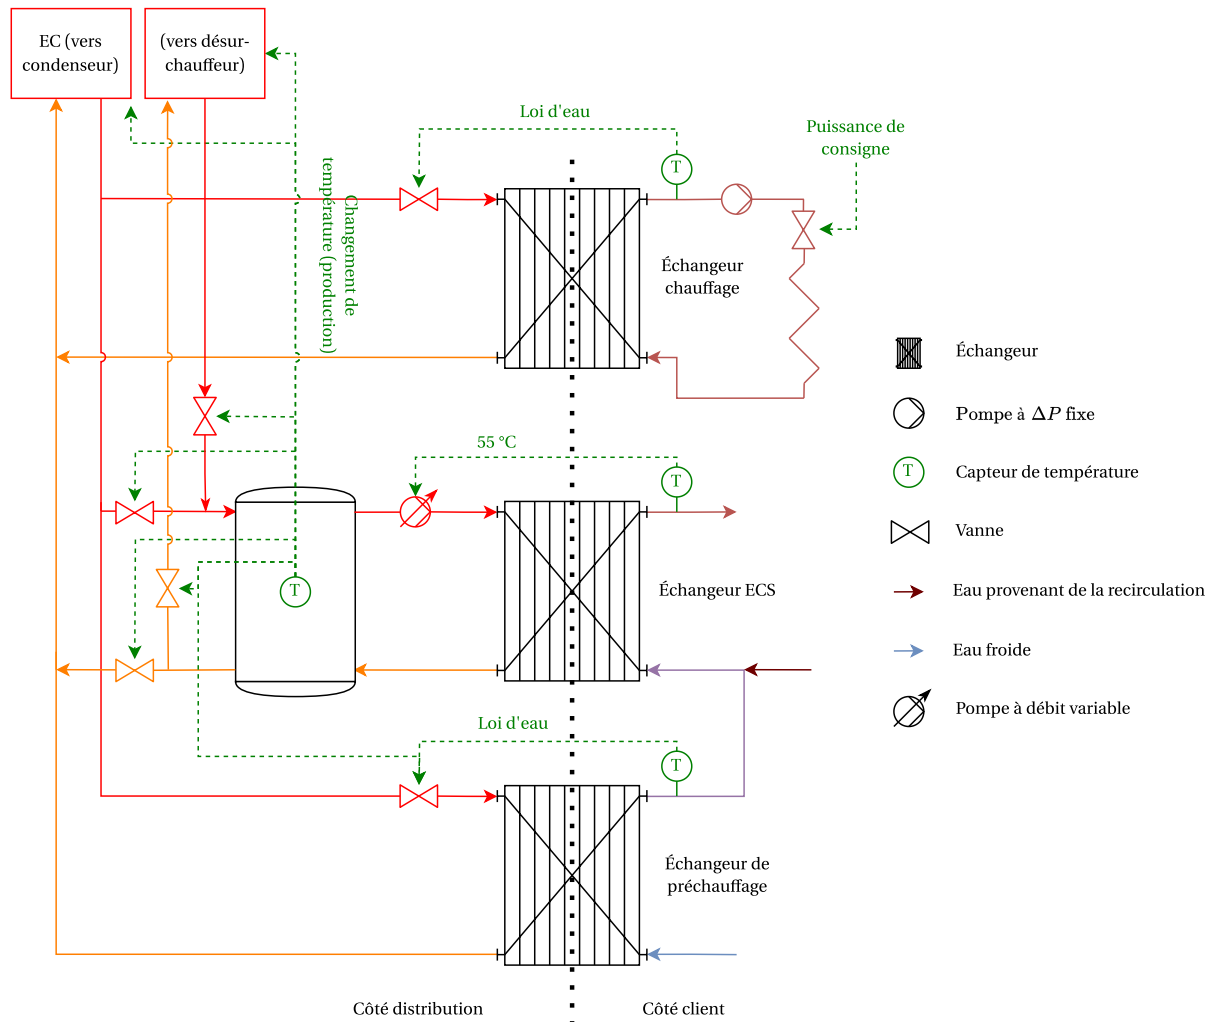 EC (vers
condenseur)
(vers désur-
chauffeur)
Loi d'eau
T
Puissance de
consigne
Changement de
température (production)
Échangeur
chauffage
Échangeur
Pompe à ΔP fixe
55 °C
T
T
Capteur de température
Vanne
T
Échangeur ECS
Eau provenant de la recirculation
Eau froide
Loi d'eau
Pompe à débit variable
T
Échangeur de
préchauffage
Côté distribution
Côté client